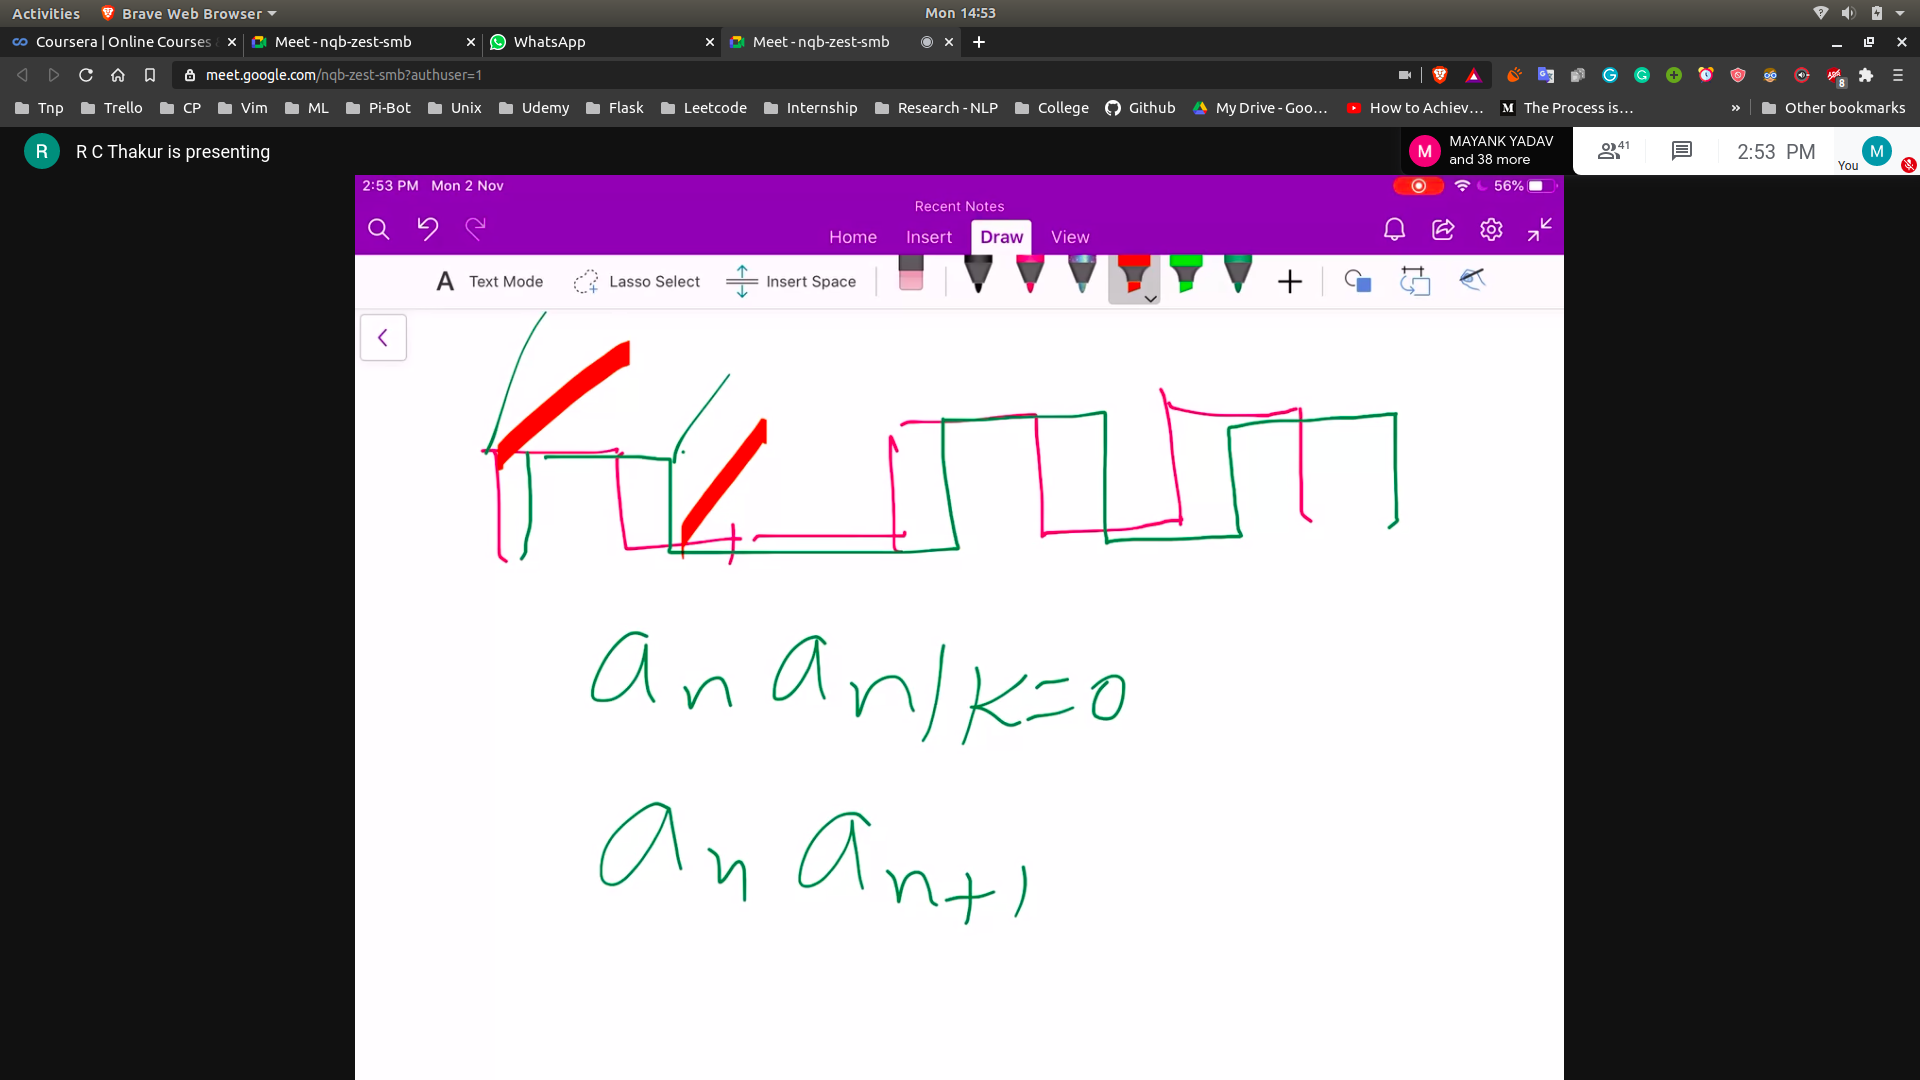 Activities Brave Web Browser Mon 14:53
Coursera | Online Courses Meet - nqb-zest-smb WhatsApp Meet - nqb-zest-smb
meet.google.com/nqb-zest-smb?authuser=1
Tnp Trello CP Vim ML Pi-Bot Unix Udemy Flask Leetcode Internship Research - NLP College Github My Drive - Goo... How to Achiev... M The Process is... » Other bookmarks
R R C Thakur is presenting M MAYANK YADAV
and 38 more
41 2:53 PM You M
2:53 PM Mon 2 Nov 56%
Recent Notes
Home Insert Draw View
A Text Mode Lasso Select Insert Space
an an/k=0
an an+1